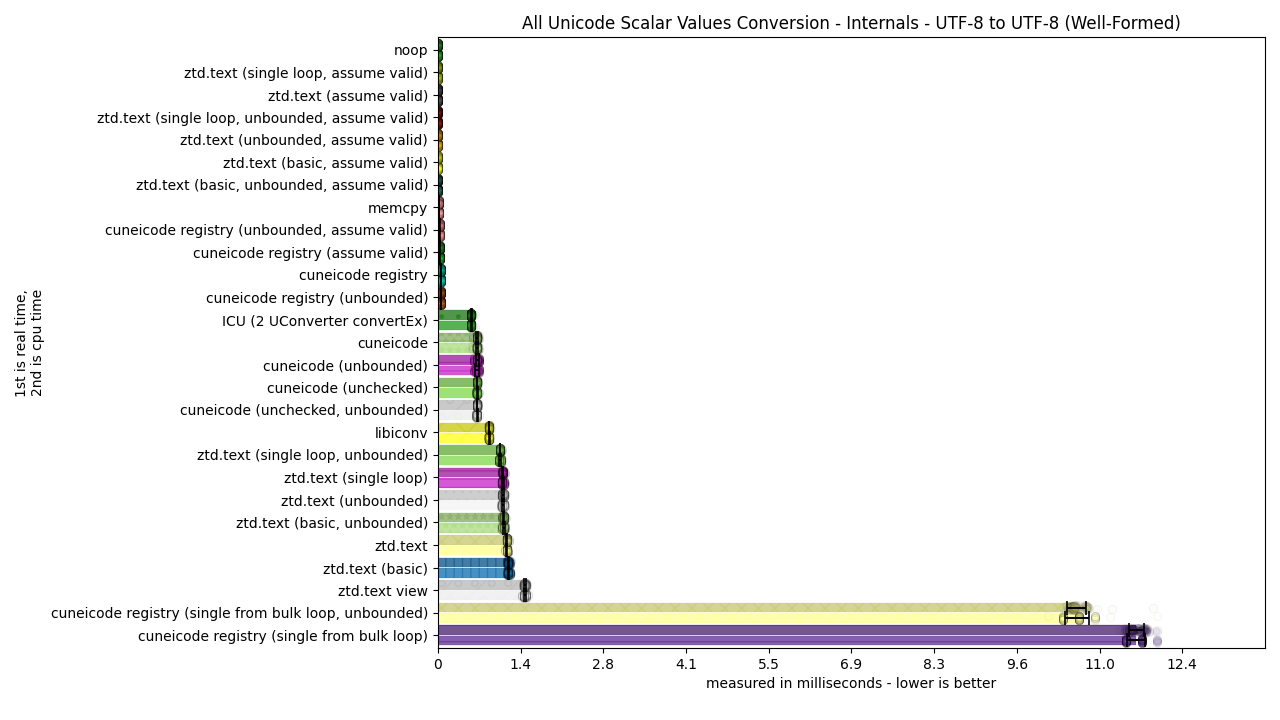 All Unicode Scalar Values Conversion - Internals - UTF-8 to UTF-8 (Well-Formed)
1st is real time,
2nd is cpu time
noop
ztd.text (single loop, assume valid)
ztd.text (assume valid)
ztd.text (single loop, unbounded, assume valid)
ztd.text (unbounded, assume valid)
ztd.text (basic, assume valid)
ztd.text (basic, unbounded, assume valid)
memcpy
cuneicode registry (unbounded, assume valid)
cuneicode registry (assume valid)
cuneicode registry
cuneicode registry (unbounded)
ICU (2 UConverter convertEx)
cuneicode
cuneicode (unbounded)
cuneicode (unchecked)
cuneicode (unchecked, unbounded)
libiconv
ztd.text (single loop, unbounded)
ztd.text (single loop)
ztd.text (unbounded)
ztd.text (basic, unbounded)
ztd.text
ztd.text (basic)
ztd.text view
cuneicode registry (single from bulk loop, unbounded)
cuneicode registry (single from bulk loop)
0 1.4 2.8 4.1 5.5 6.9 8.3 9.6 11.0 12.4
measured in milliseconds - lower is better